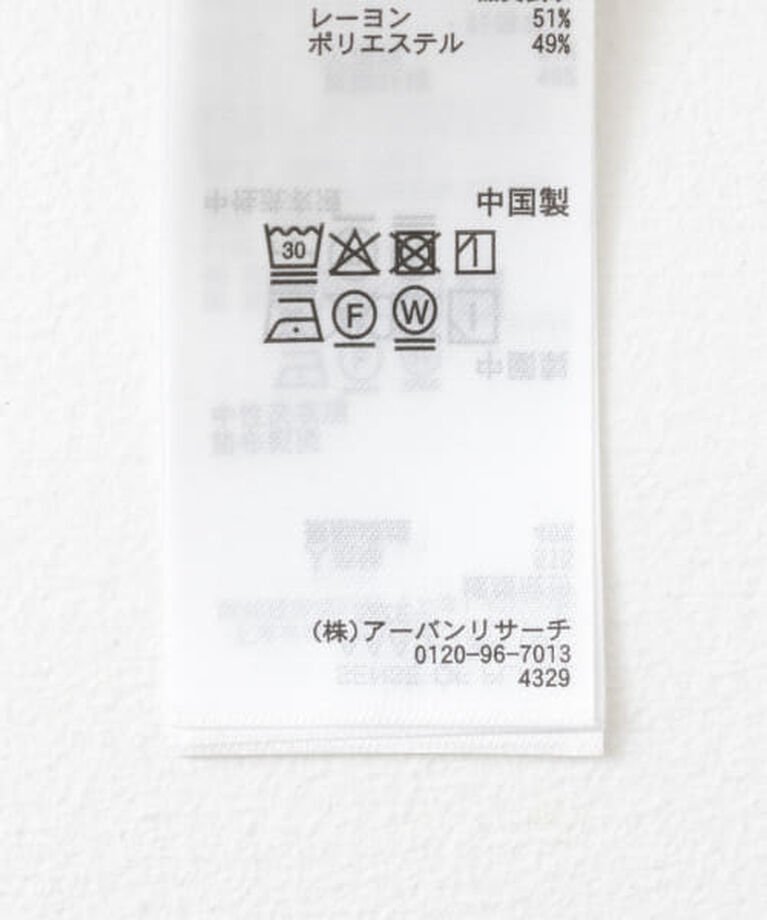 レーヨン 51%
ポリエステル 49%
中国製
30
F W
(株)アーバンリサーチ
0120-96-7013
4329